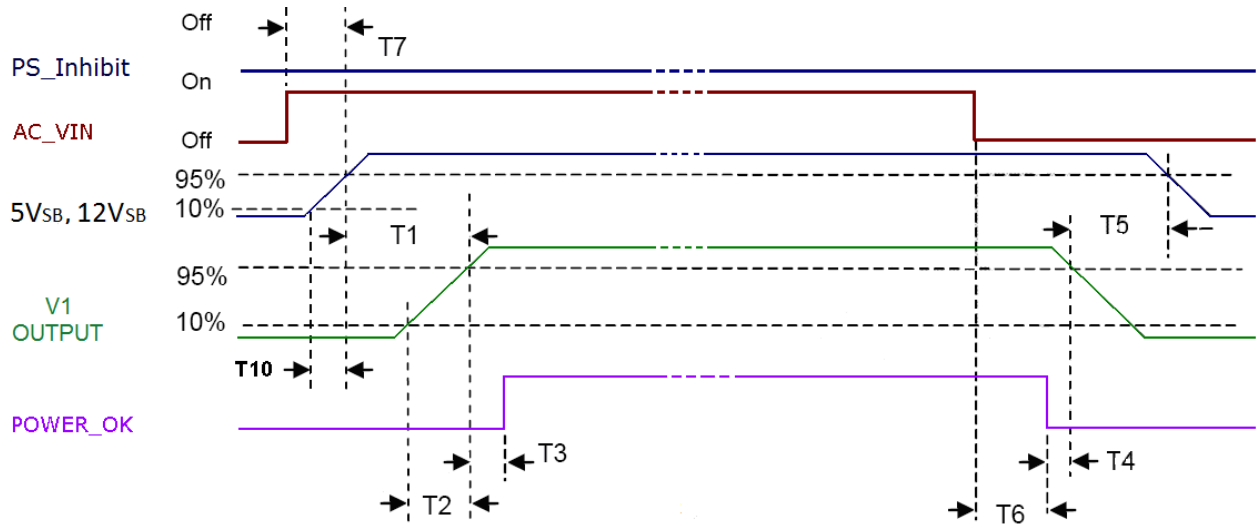 Off
T7
PS_Inhibit
On
AC_VIN
Off
95%
10%
5VSB, 12VSB
T1
T5
95%
V1
OUTPUT
10%
T10
POWER_OK
T3
T4
T2
T6